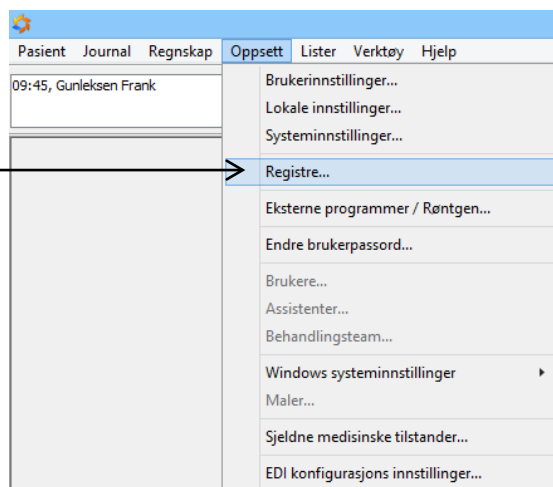 Pasient Journal Regnskap Oppsett Lister Verktøy Hjelp
09:45, Gunleksen Frank
Brukerinnstillinger...
Lokale innstillinger...
Systeminnstillinger...
Registre...
Eksterne programmer / Røntgen...
Endre brukerpassord...
Brukere...
Assistenter...
Behandlingsteam...
Windows systeminnstillinger
Maler...
Sjeldne medisinske tilstander...
EDI konfigurasjons innstillinger...